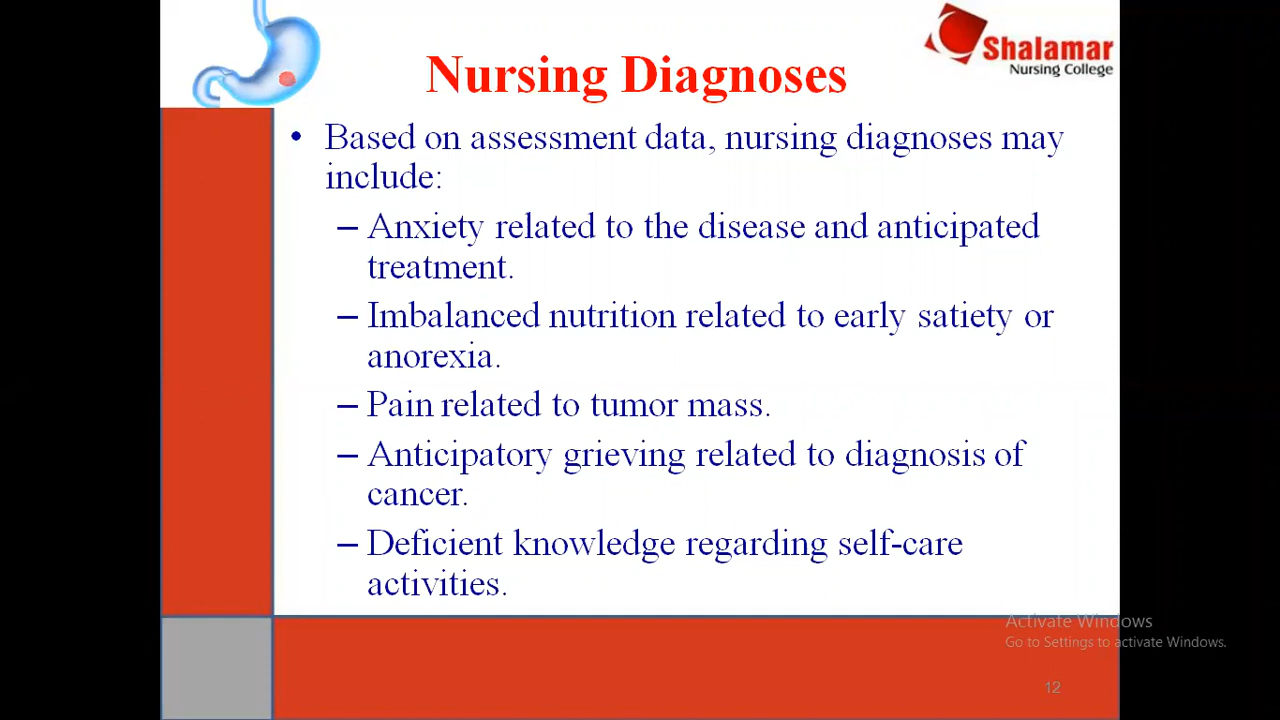 Shalamar
Nursing College
Nursing Diagnoses
• Based on assessment data, nursing diagnoses may
include:
– Anxiety related to the disease and anticipated
treatment.
– Imbalanced nutrition related to early satiety or
anorexia.
– Pain related to tumor mass.
– Anticipatory grieving related to diagnosis of
cancer.
– Deficient knowledge regarding self-care
activities.
Activate Windows
Go to Settings to activate Windows.
12